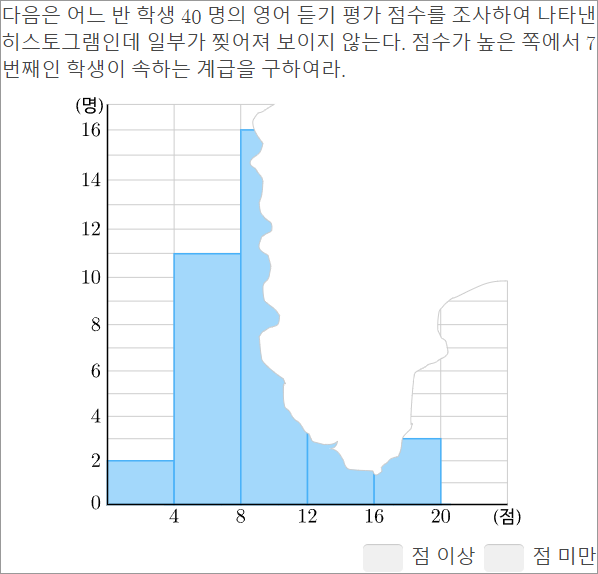 다음은 어느 반 학생 40 명의 영어 듣기 평가 점수를 조사하여 나타낸
히스토그램인데 일부가 찢어져 보이지 않는다. 점수가 높은 쪽에서 7
번째인 학생이 속하는 계급을 구하여라.
(명)
16
14
12
10
8
6
4
2
0
4 8 12 16 20 (점)
점 이상 점 미만